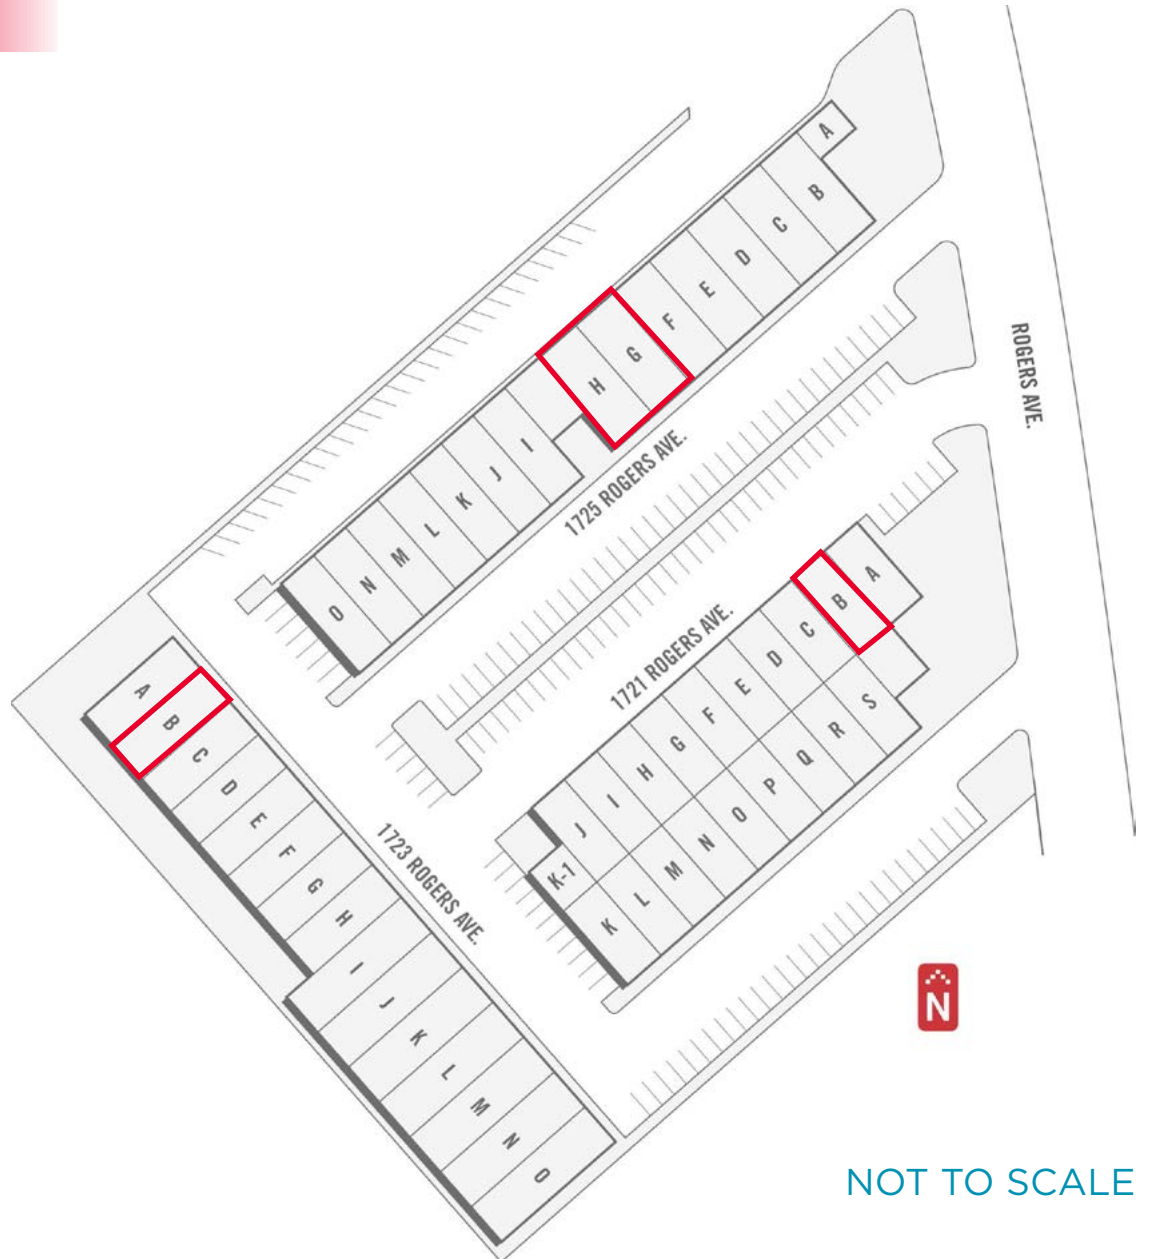 A
B
C
D
E
F
G
H
I
J
K
L
M
N
O
1725 ROGERS AVE.
ROGERS AVE.
A
B
C
D
E
F
G
H
I
J
K-1
K
L
M
N
O
P
Q
R
S
1721 ROGERS AVE.
A
B
C
D
E
F
G
H
I
J
K
L
M
N
O
1723 ROGERS AVE.
N
NOT TO SCALE